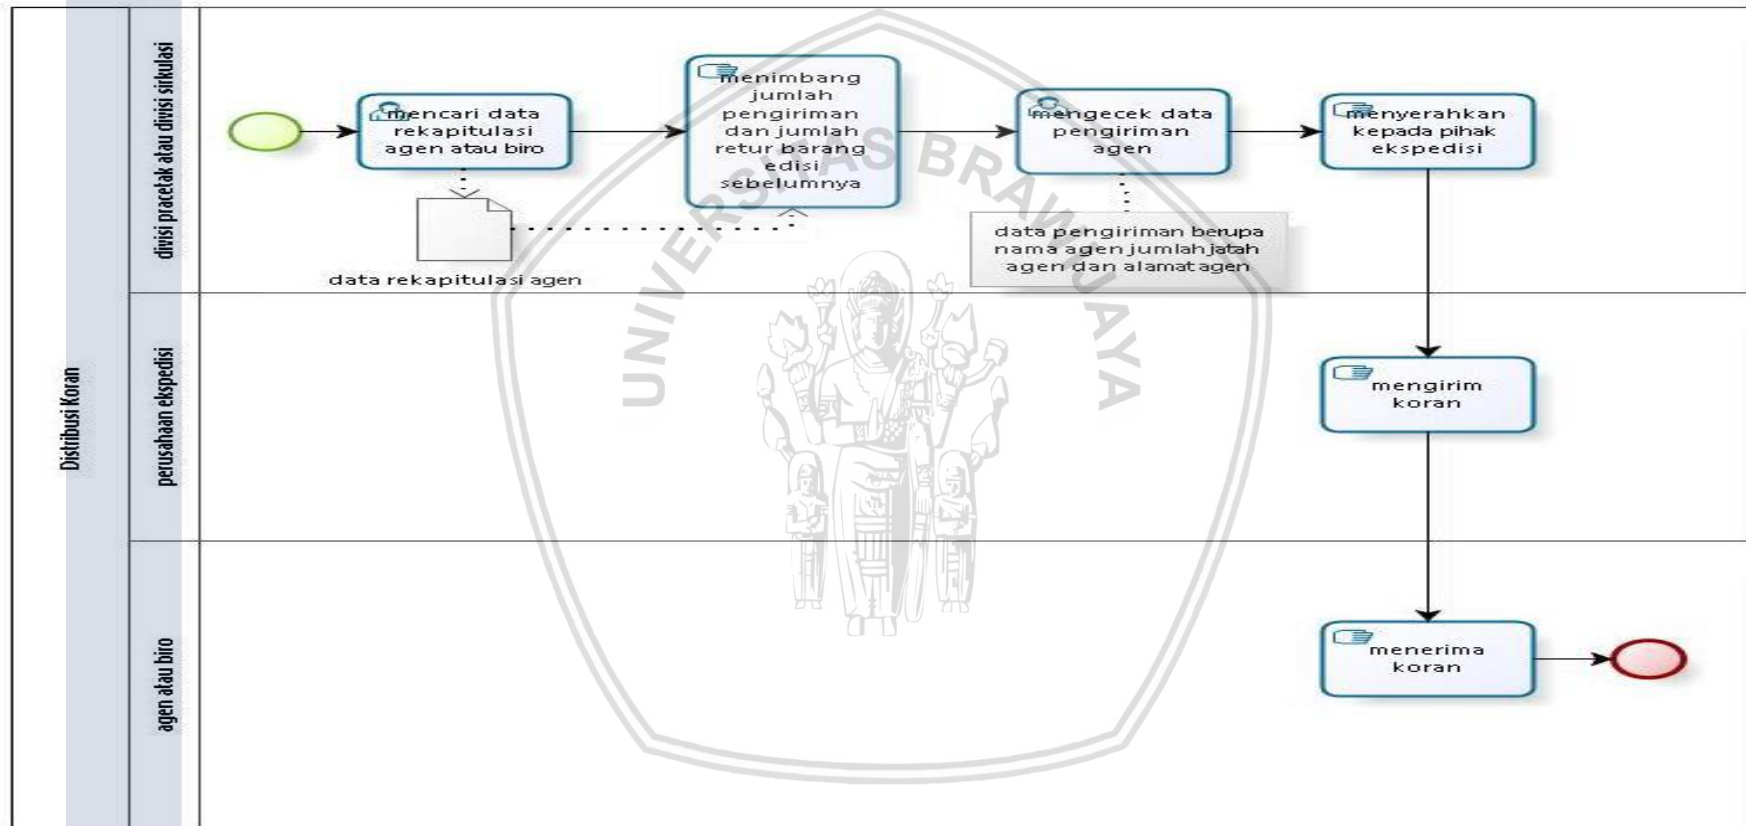 Distribusi Koran
divisi pracetak atau divisi sirkulasi
mencari data
rekapitulasi
agen atau biro
menimbang
jumlah
pengiriman
dan jumlah
retur barang
edisi
sebelumnya
mengecek data
pengiriman
agen
menyerahkan
kepada pihak
ekspedisi
data rekapitulasi agen
data pengiriman berupa
nama agen jumlah jatah
agen dan alamat agen
perusahaan ekspedisi
mengirim
koran
agen atau biro
menerima
koran
UNIVERSITAS BRAWIJAYA